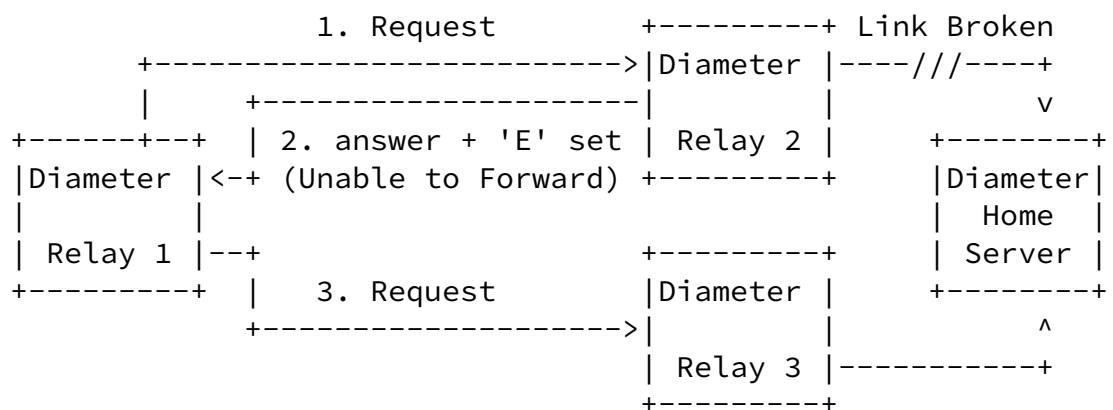 1. Request Link Broken
Diameter
2. answer + 'E' set Relay 2
Diameter (Unable to Forward) Diameter
Home
Relay 1 Server
3. Request Diameter
Relay 3